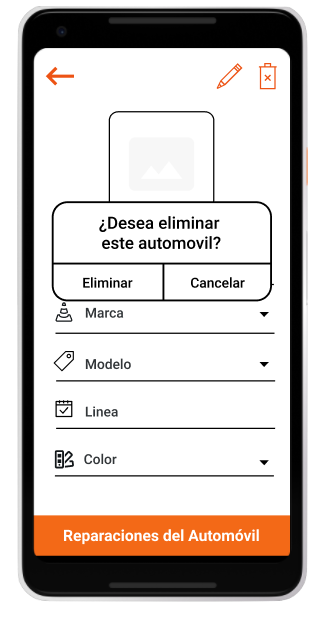 ¿Desea eliminar
este automovil?
Eliminar
Cancelar
Marca
Modelo
Linea
Color
Reparaciones del Automóvil